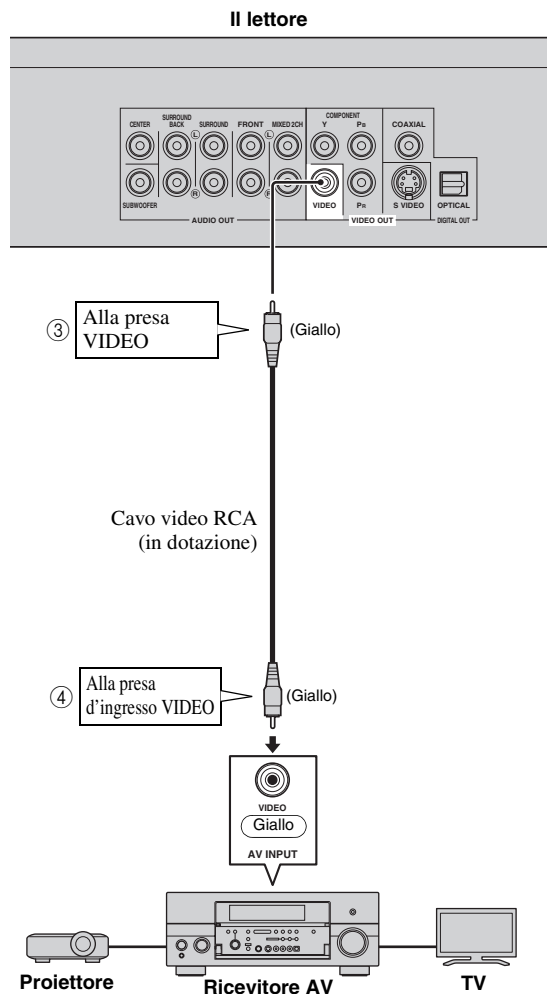 Il lettore
COMPONENT
CENTER SURROUND BACK SURROUND FRONT MIXED 2CH Y PB COAXIAL
L L
R R
SUBWOOFER VIDEO PR S VIDEO OPTICAL
AUDIO OUT VIDEO OUT DIGITAL OUT
3 Alla presa
VIDEO
(Giallo)
Cavo video RCA
(in dotazione)
4 Alla presa
d'ingresso VIDEO
(Giallo)
VIDEO
Giallo
AV INPUT
Proiettore
Ricevitore AV
TV